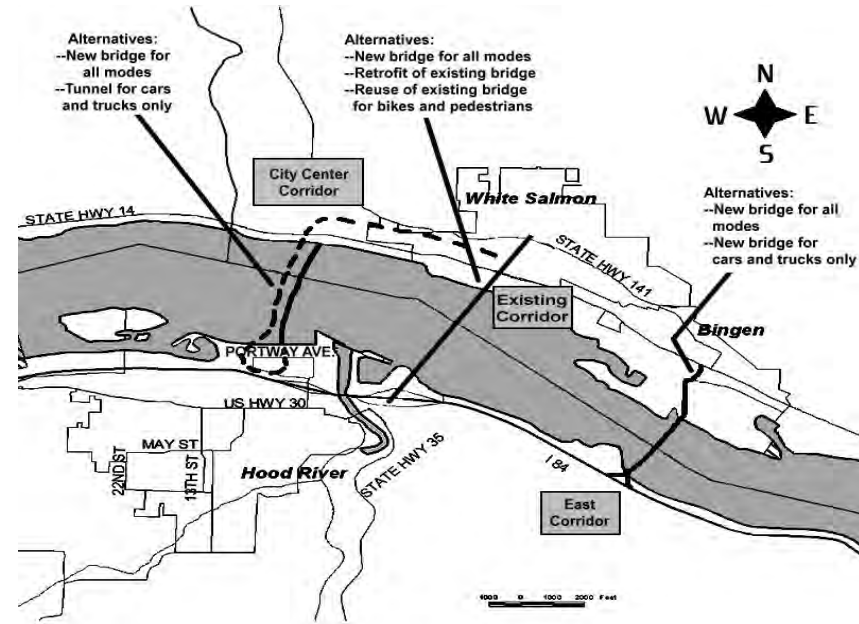 Alternatives:
--New bridge for
all modes
--Tunnel for cars
and trucks only
Alternatives:
--New bridge for all modes
--Retrofit of existing bridge
--Reuse of existing bridge
for bikes and pedestrians
N
W
E
S
City Center
Corridor
White Salmon
Alternatives:
--New bridge for all
modes
--New bridge for
cars and trucks only
STATE HWY 14
STATE HWY 141
Existing
Corridor
Bingen
PORTWAY AVE.
US HWY 30
MAY ST
22ND ST
13TH ST
Hood River
STATE HWY 35
I 84
East
Corridor
1000 0 1000 2000 Feet